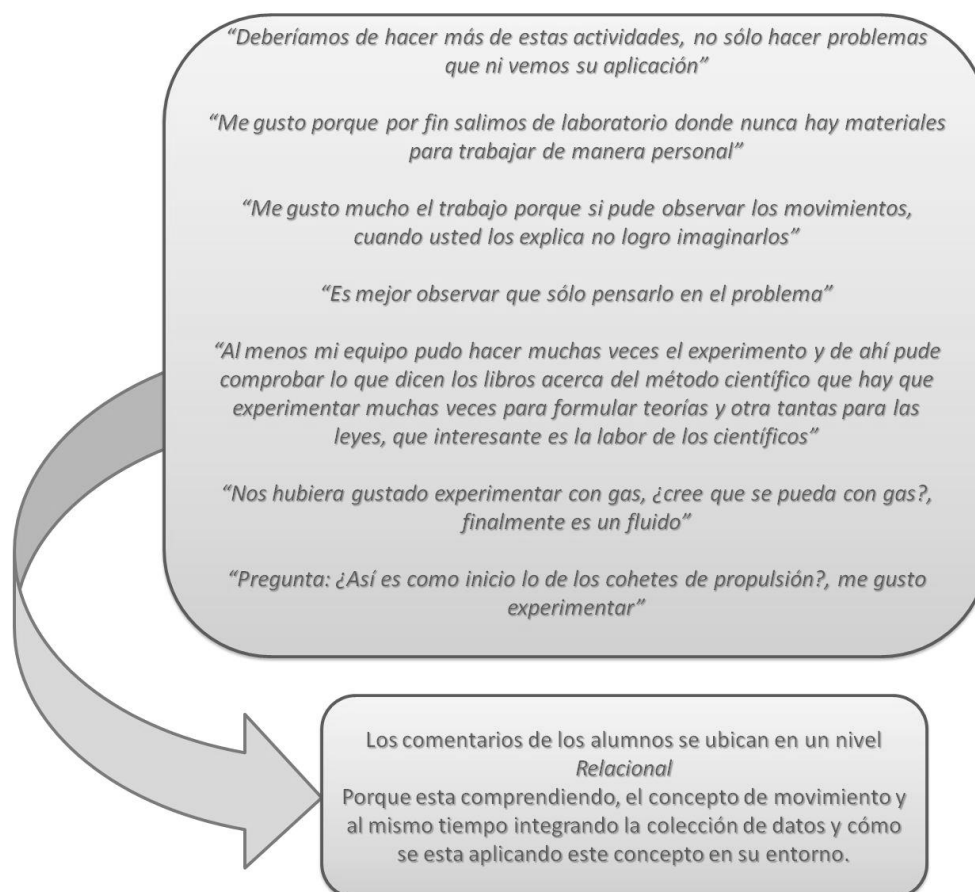 “Deberíamos de hacer más de estas actividades, no sólo hacer problemas
que ni vemos su aplicación”
“Me gusto porque por fin salimos de laboratorio donde nunca hay materiales
para trabajar de manera personal”
“Me gusto mucho el trabajo porque si pude observar los movimientos,
cuando usted los explica no logro imaginarlos”
“Es mejor observar que sólo pensarlo en el problema”
“Al menos mi equipo pudo hacer muchas veces el experimento y de ahí pude
comprobar lo que dicen los libros acerca del método científico que hay que
experimentar muchas veces para formular teorías y otra tantas para las
leyes, que interesante es la labor de los científicos”
“Nos hubiera gustado experimentar con gas, ¿cree que se pueda con gas?,
finalmente es un fluido”
“Pregunta: ¿Así es como inicio lo de los cohetes de propulsión?, me gusto
experimentar”
Los comentarios de los alumnos se ubican en un nivel
Relacional
Porque esta comprendiendo, el concepto de movimiento y
al mismo tiempo integrando la colección de datos y cómo
se esta aplicando este concepto en su entorno.